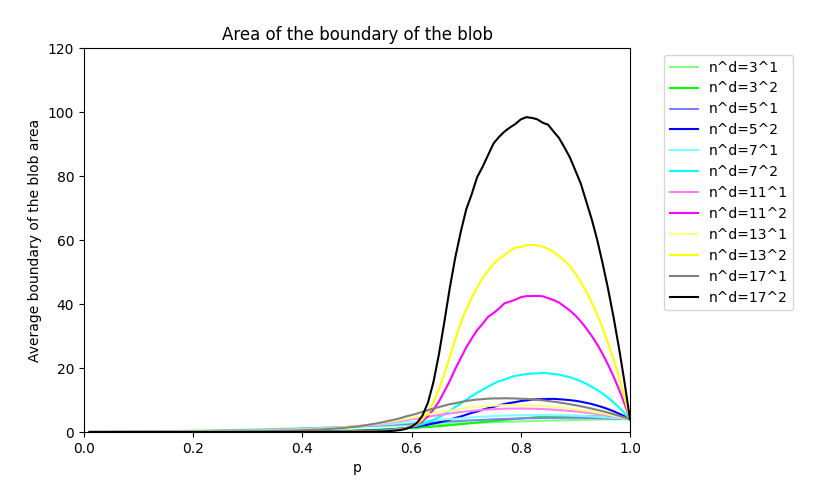 Area of the boundary of the blob
120
100
80
60
40
20
0
Average boundary of the blob area
0.0 0.2 0.4 0.6 0.8 1.0
p
n^d=3^1
n^d=3^2
n^d=5^1
n^d=5^2
n^d=7^1
n^d=7^2
n^d=11^1
n^d=11^2
n^d=13^1
n^d=13^2
n^d=17^1
n^d=17^2